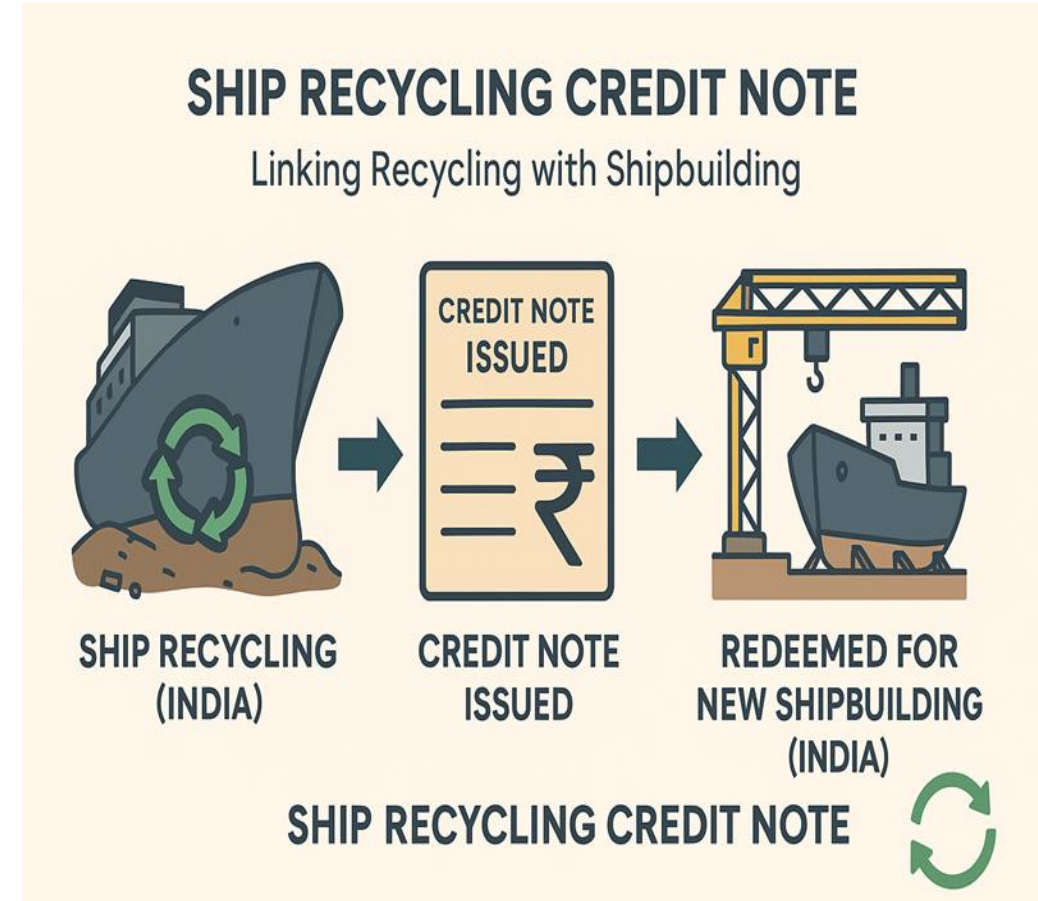 SHIP RECYCLING CREDIT NOTE
Linking Recycling with Shipbuilding
CREDIT NOTE
ISSUED
₹
SHIP RECYCLING
(INDIA)
CREDIT NOTE
ISSUED
REDEEMED FOR
NEW SHIPBUILDING
(INDIA)
SHIP RECYCLING CREDIT NOTE